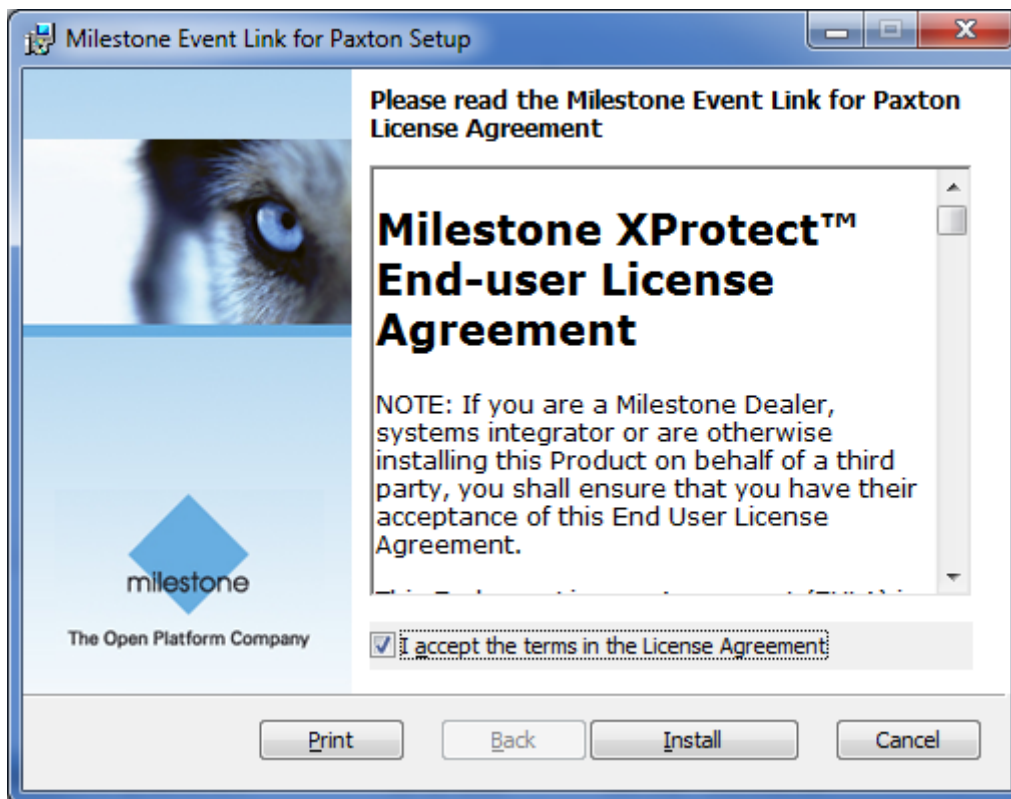 Milestone Event Link for Paxton Setup
Please read the Milestone Event Link for Paxton
License Agreement
Milestone XProtect™
End-user License
Agreement
NOTE: If you are a Milestone Dealer,
systems integrator or are otherwise
installing this Product on behalf of a third
party, you shall ensure that you have their
acceptance of this End User License
Agreement.
milestone
The Open Platform Company
I accept the terms in the License Agreement
Print
Back
Install
Cancel